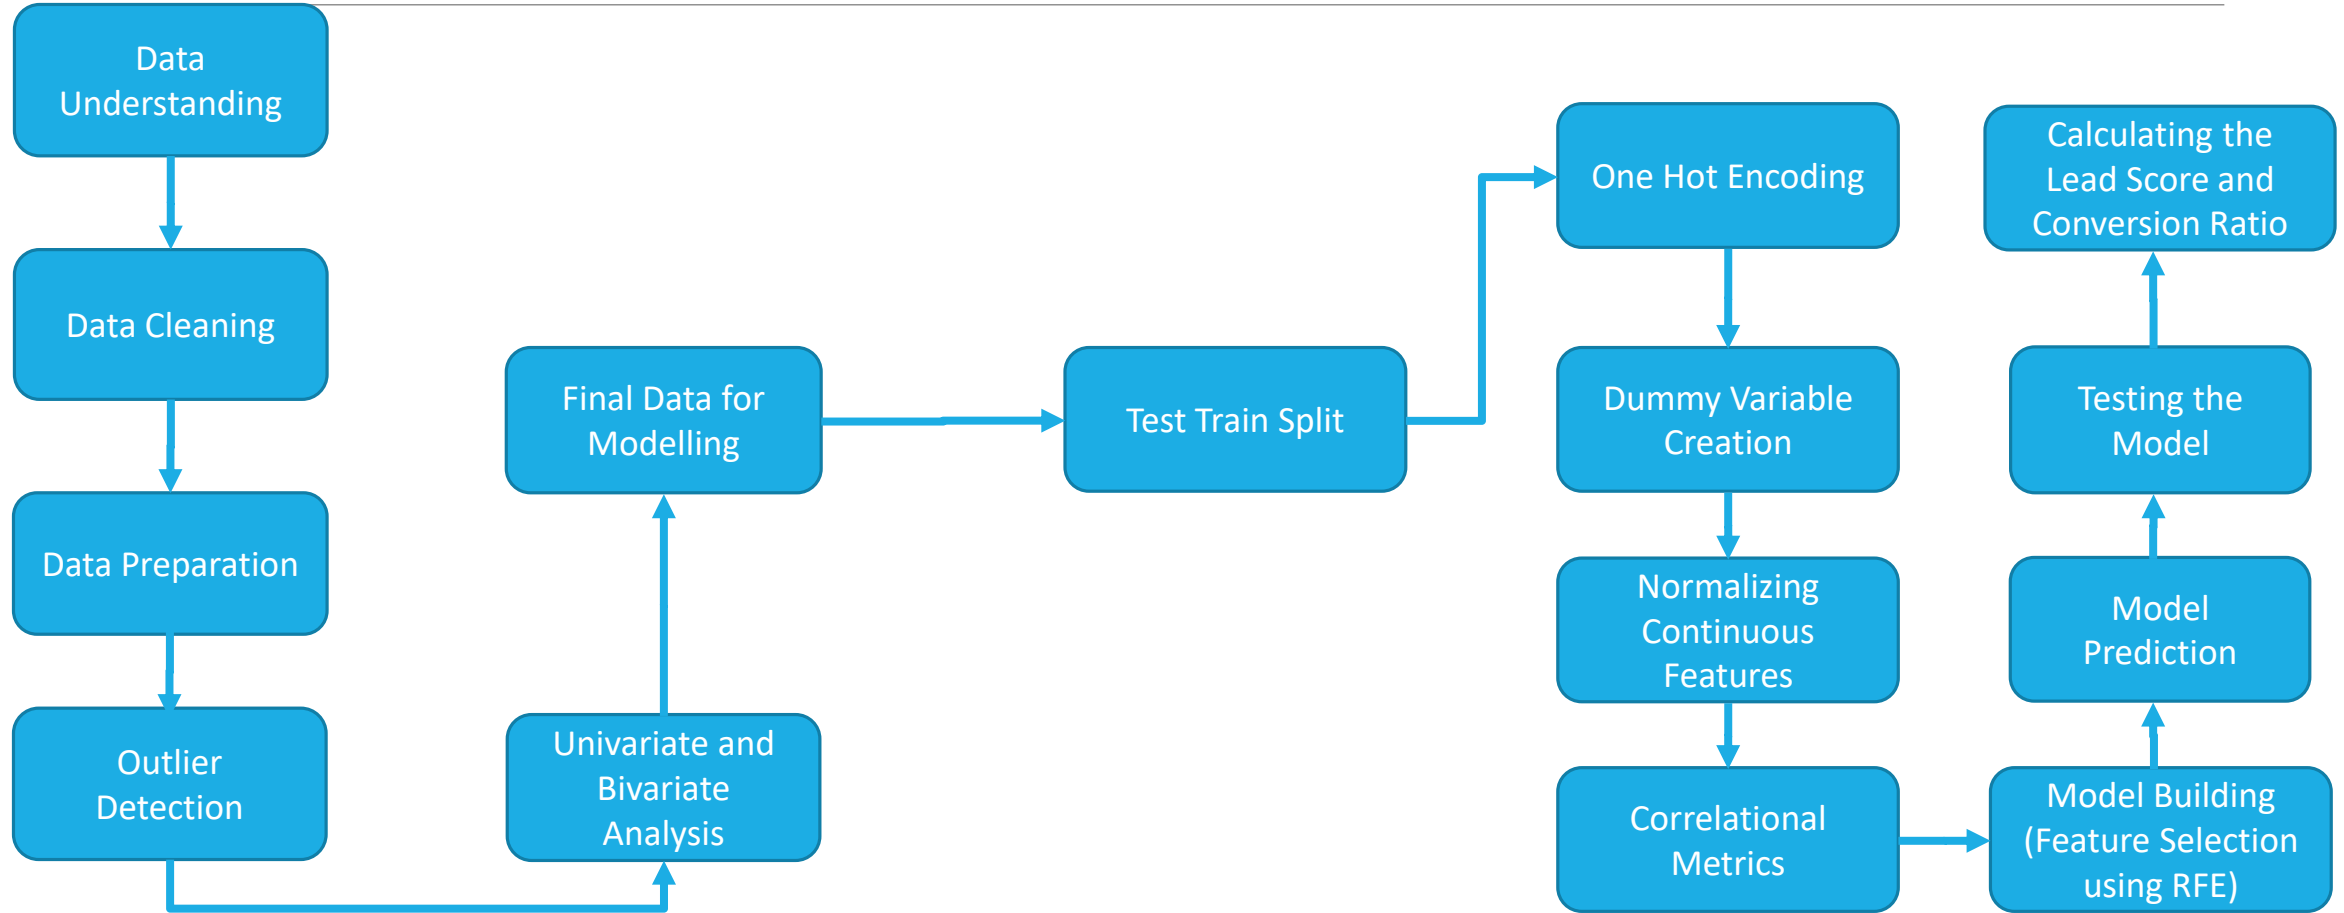 Data
Understanding
Data Cleaning
Data Preparation
Outlier
Detection
Univariate and
Bivariate
Analysis
Final Data for
Modelling
Test Train Split
One Hot Encoding
Dummy Variable
Creation
Normalizing
Continuous
Features
Correlational
Metrics
Model Building
(Feature Selection
using RFE)
Model
Prediction
Testing the
Model
Calculating the
Lead Score and
Conversion Ratio